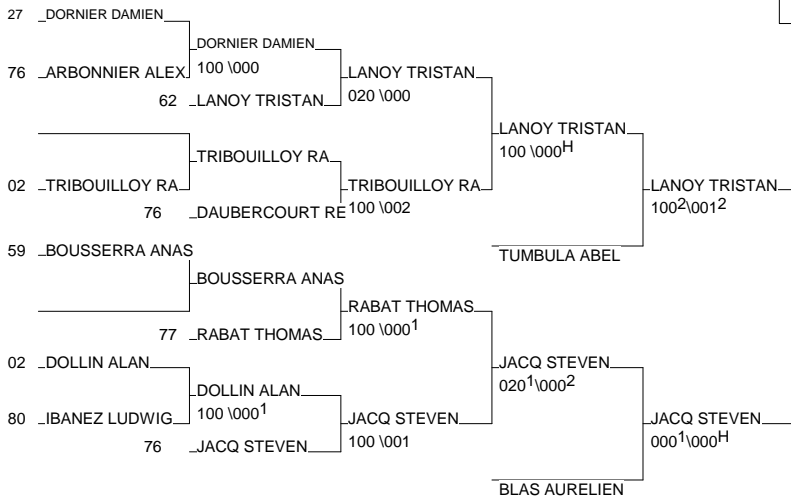 27 DORNIER DAMIEN
DORNIER DAMIEN
76 ARBONNIER ALEX 100 \000 LANOY TRISTAN
62 LANOY TRISTAN 020 \000
LANOY TRISTAN
TRIBOUILLOY RA 100 \000H
02 TRIBOUILLOY RA TRIBOUILLOY RA LANOY TRISTAN
76 DAUBERCOURT RE 100 \002 1002\0012
59 BOUSSERRA ANAS TUMBULA ABEL
BOUSSERRA ANAS
RABAT THOMAS
77 RABAT THOMAS 100 \0001
02 DOLLIN ALAN JACQ STEVEN
DOLLIN ALAN 0201\0002
80 IBANEZ LUDWIG 100 \0001 JACQ STEVEN JACQ STEVEN
76 JACQ STEVEN 100 \001 0001\000H
BLAS AURELIEN